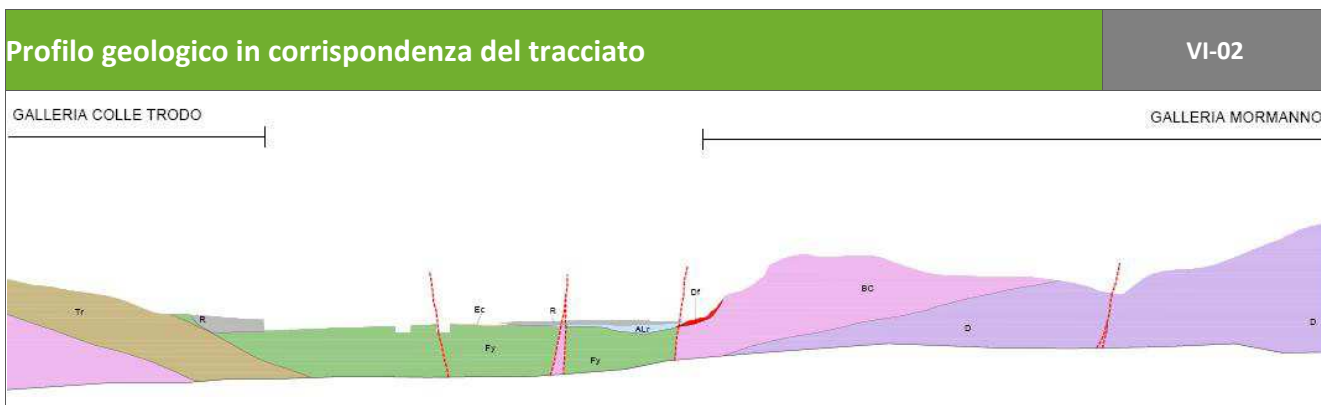 Profilo geologico in corrispondenza del tracciato
VI-02
GALLERIA COLLE TRODO
GALLERIA MORMANNO
Df
BC
Tr
R
Ec
R
ALr
D
D
Fy
Fy